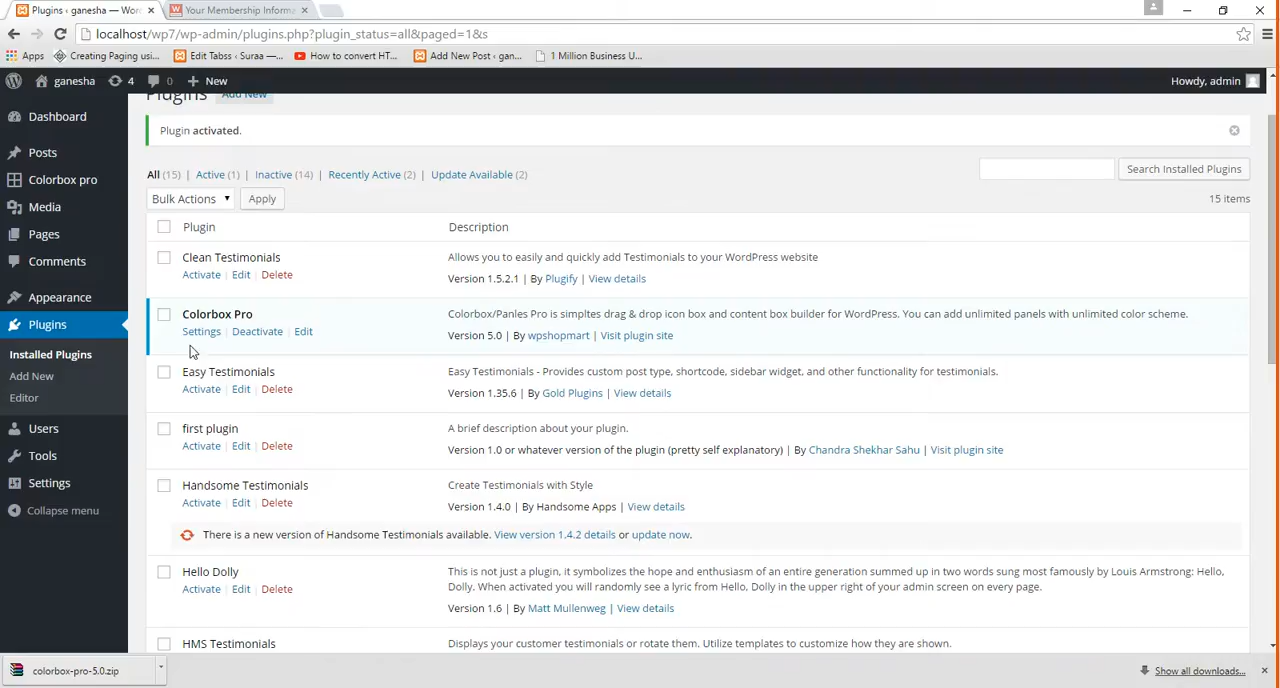 Plugins ‹ ganesha — Wor
Your Membership Informa
localhost/wp7/wp-admin/plugins.php?plugin_status=all&paged=1&s
Apps Creating Paging usi... Edit Tabss ‹ Suraa —... How to convert HT... Add New Post ‹ gan... 1 Million Business U...
ganesha 4 0 New Howdy, admin
Plugins Add New
Plugin activated.
All (15) | Active (1) | Inactive (14) | Recently Active (2) | Update Available (2)
Search Installed Plugins
Bulk Actions Apply 15 items
Plugin Description
Clean Testimonials Allows you to easily and quickly add Testimonials to your WordPress website
Activate | Edit | Delete Version 1.5.2.1 | By Plugify | View details
Colorbox Pro Colorbox/Panles Pro is simpltes drag & drop icon box and content box builder for WordPress. You can add unlimited panels with unlimited color scheme.
Settings | Deactivate | Edit Version 5.0 | By wpshopmart | Visit plugin site
Easy Testimonials Easy Testimonials - Provides custom post type, shortcode, sidebar widget, and other functionality for testimonials.
Activate | Edit | Delete Version 1.35.6 | By Gold Plugins | View details
first plugin A brief description about your plugin.
Activate | Edit | Delete Version 1.0 or whatever version of the plugin (pretty self explanatory) | By Chandra Shekhar Sahu | Visit plugin site
Handsome Testimonials Create Testimonials with Style
Activate | Edit | Delete Version 1.4.0 | By Handsome Apps | View details
There is a new version of Handsome Testimonials available. View version 1.4.2 details or update now.
Hello Dolly This is not just a plugin, it symbolizes the hope and enthusiasm of an entire generation summed up in two words sung most famously by Louis Armstrong: Hello,
Activate | Edit | Delete Dolly. When activated you will randomly see a lyric from Hello, Dolly in the upper right of your admin screen on every page.
Version 1.6 | By Matt Mullenweg | View details
HMS Testimonials Displays your customer testimonials or rotate them. Utilize templates to customize how they are shown.
Dashboard
Posts
Colorbox pro
Media
Pages
Comments
Appearance
Plugins
Installed Plugins
Add New
Editor
Users
Tools
Settings
Collapse menu
colorbox-pro-5.0.zip
Show all downloads...